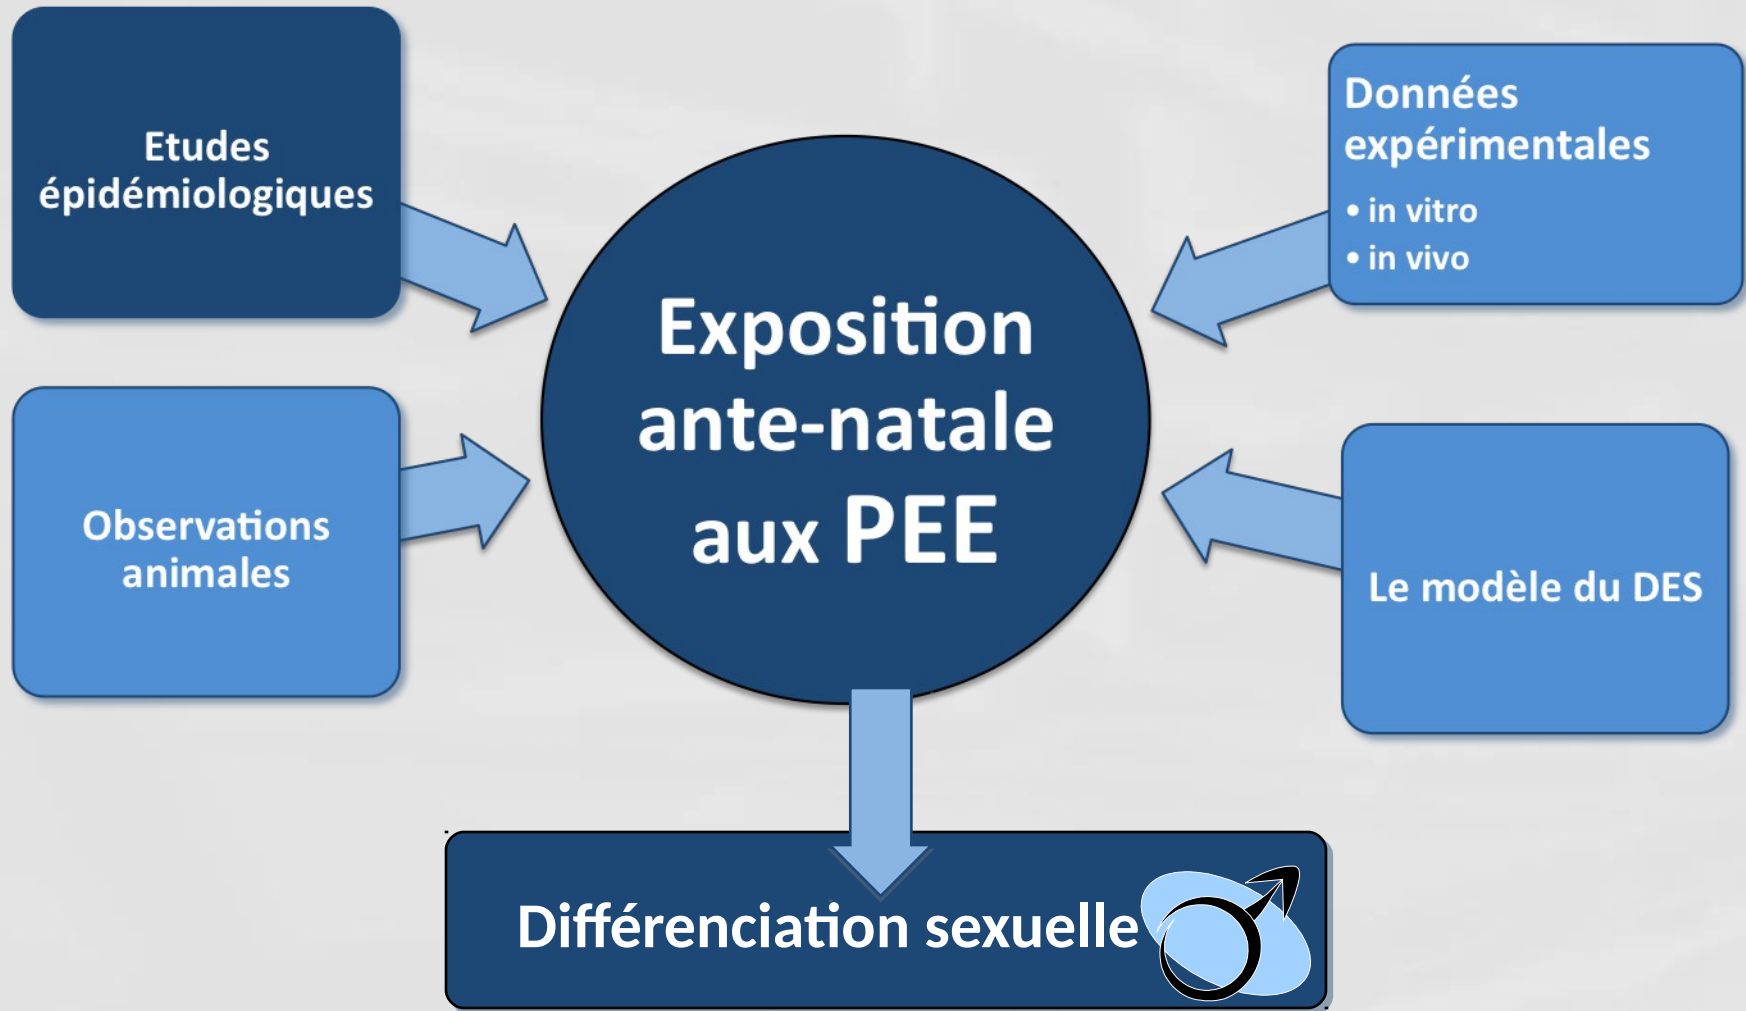 Etudes
épidémiologiques
Données
expérimentales
• in vitro
• in vivo
Exposition
ante-natale
aux PEE
Observations
animales
Le modèle du DES
Différenciation sexuelle